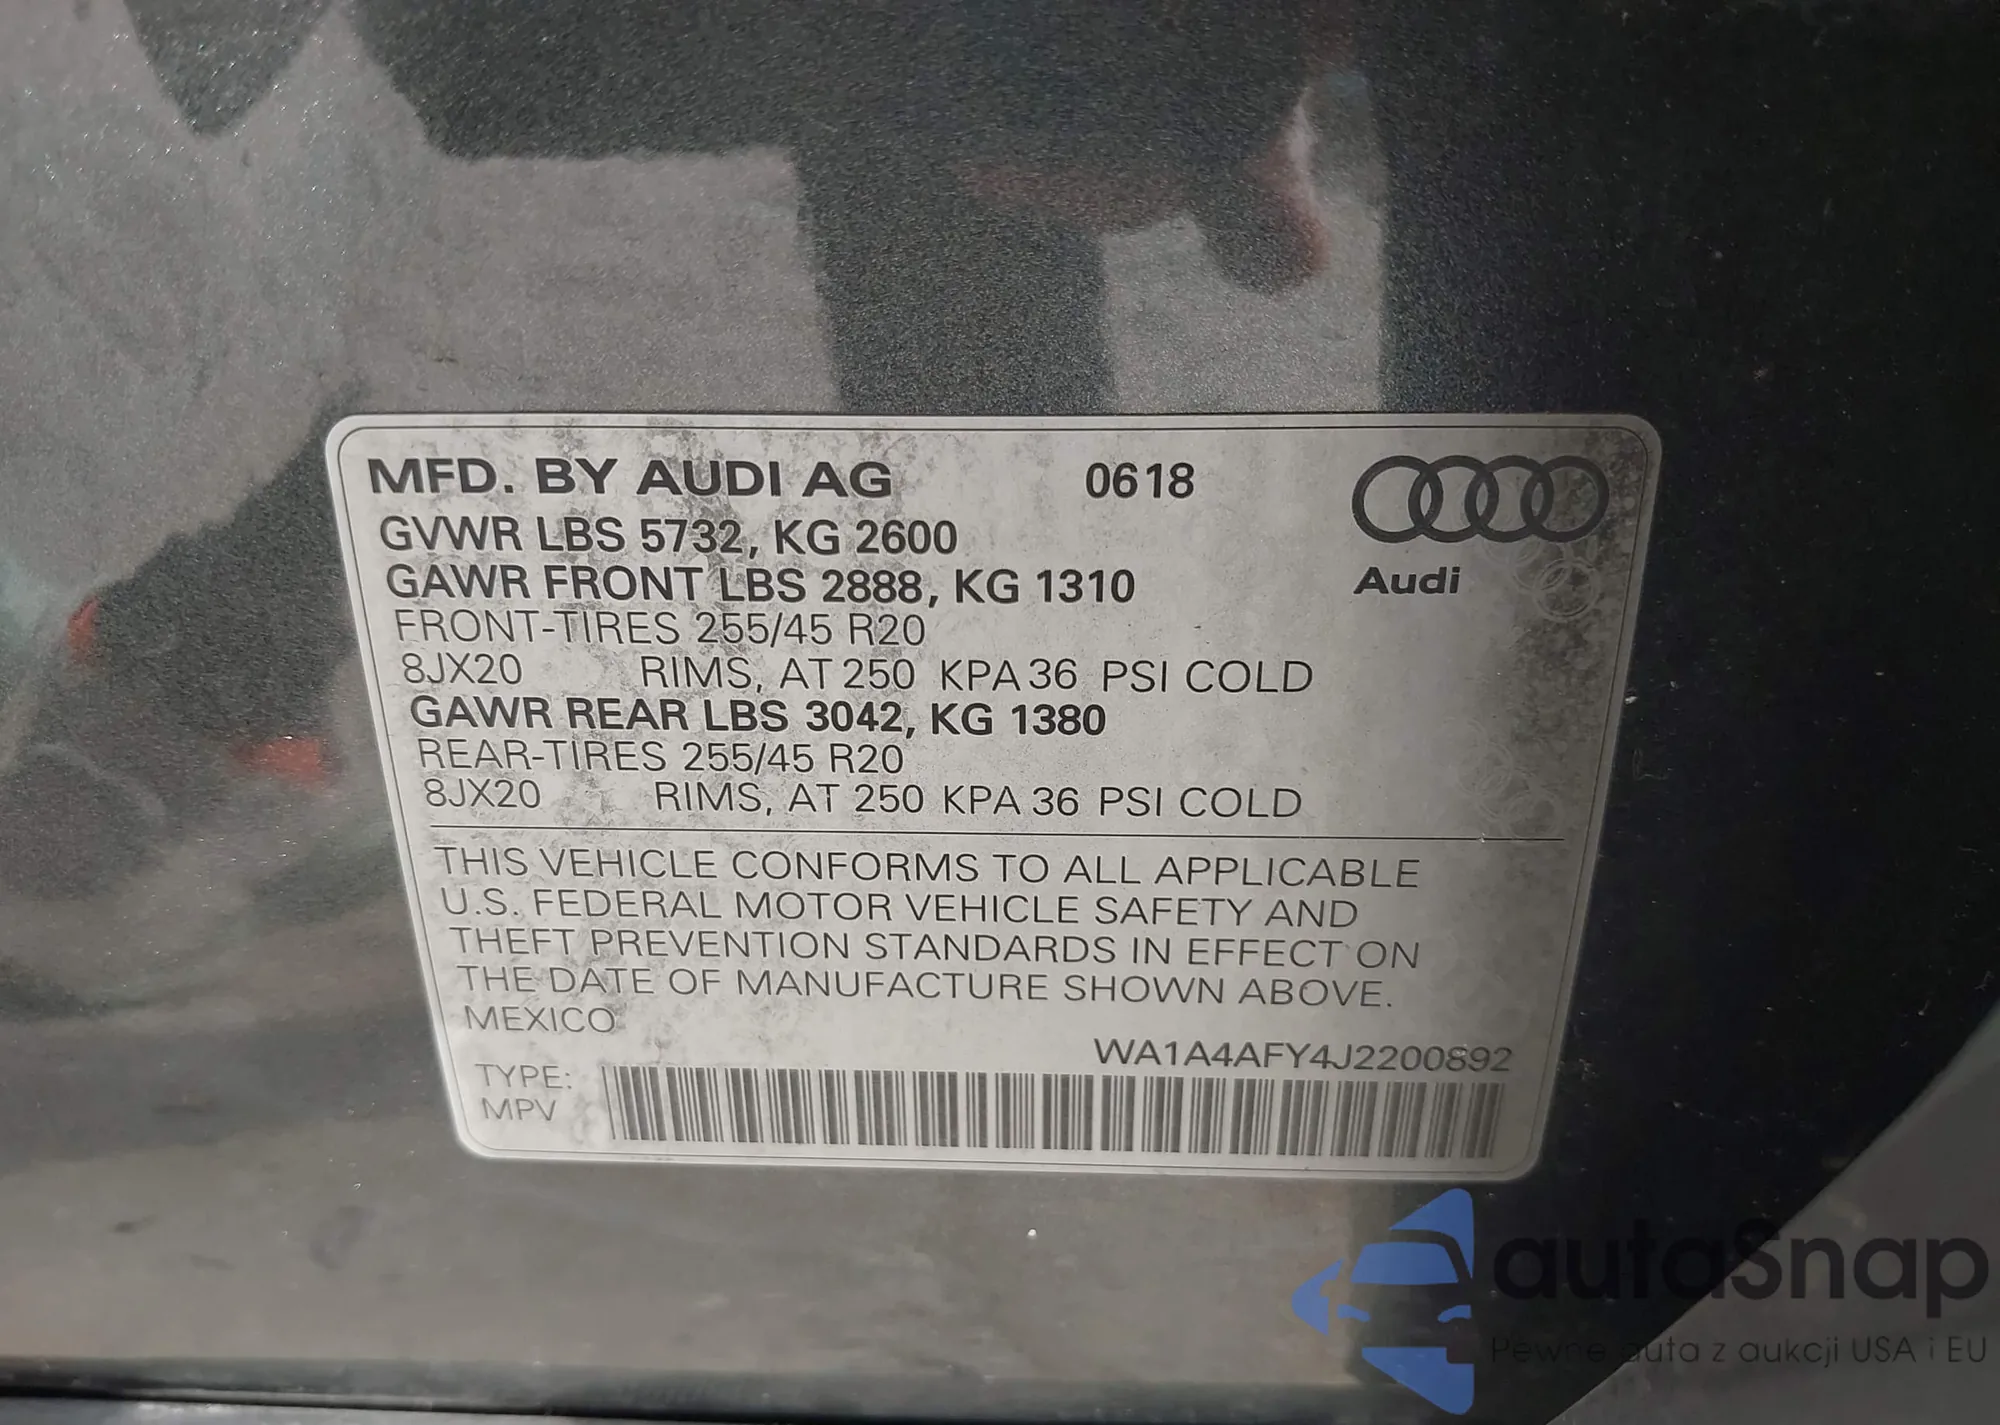 MFD. BY AUDI AG 0618
GVWR LBS 5732, KG 2600
GAWR FRONT LBS 2888, KG 1310
Audi
FRONT-TIRES 255/45 R20
8JX20 RIMS, AT 250 KPA 36 PSI COLD
GAWR REAR LBS 3042, KG 1380
REAR-TIRES 255/45 R20
8JX20 RIMS, AT 250 KPA 36 PSI COLD
THIS VEHICLE CONFORMS TO ALL APPLICABLE
U.S. FEDERAL MOTOR VEHICLE SAFETY AND
THEFT PREVENTION STANDARDS IN EFFECT ON
THE DATE OF MANUFACTURE SHOWN ABOVE.
MEXICO
WA1A4AFY4J2200892
TYPE:
MPV
autaSnap
Pewne auta z aukcji USA i EU